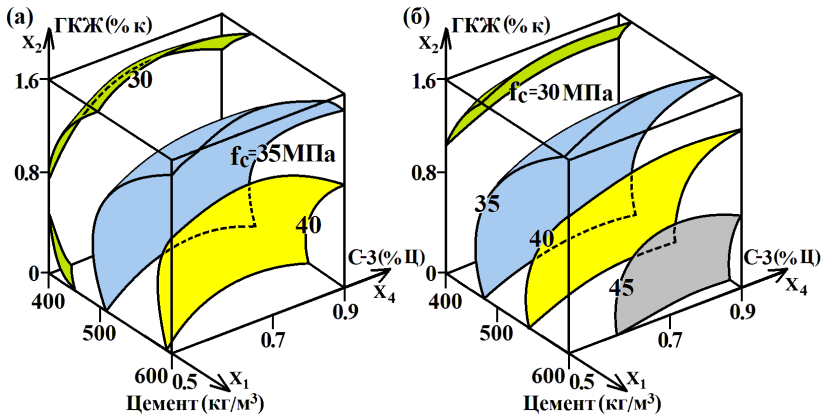 (а)
ГКЖ (% к)
X₂
1.6
30
0.8
fc=35МПа
40
0
400
500
600
0.5
0.7
0.9
С-3 (% Ц)
X₄
X₁
Цемент (кг/м³)
(б)
ГКЖ (% к)
X₂
1.6
fc=30 МПа
0.8
35
40
45
0
400
500
600
0.5
0.7
0.9
С-3 (% Ц)
X₄
X₁
Цемент (кг/м³)